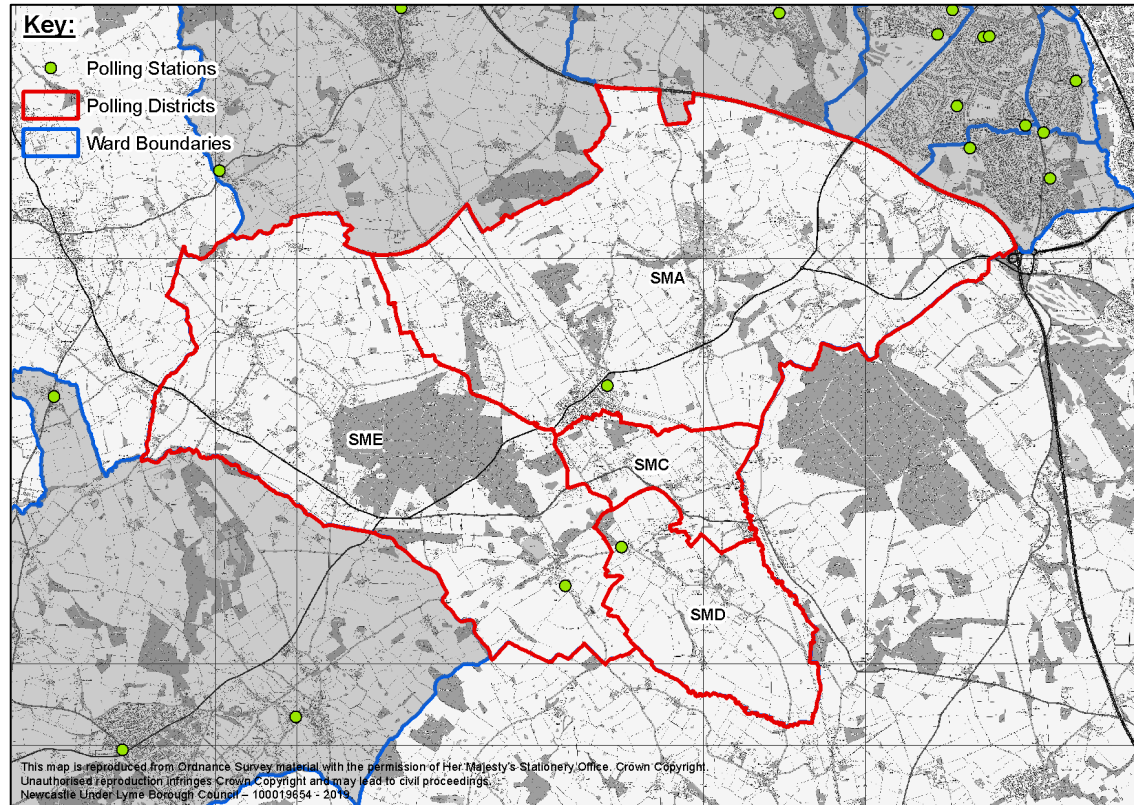 Key:
Polling Stations
Polling Districts
Ward Boundaries
SMA
SME
SMC
SMD
This map is reproduced from Ordnance Survey material with the permission of Her Majesty's Stationery Office. Crown Copyright.
Unauthorised reproduction infringes Crown Copyright and may lead to civil proceedings.
Newcastle Under Lyme Borough Council – 100019654 - 2019